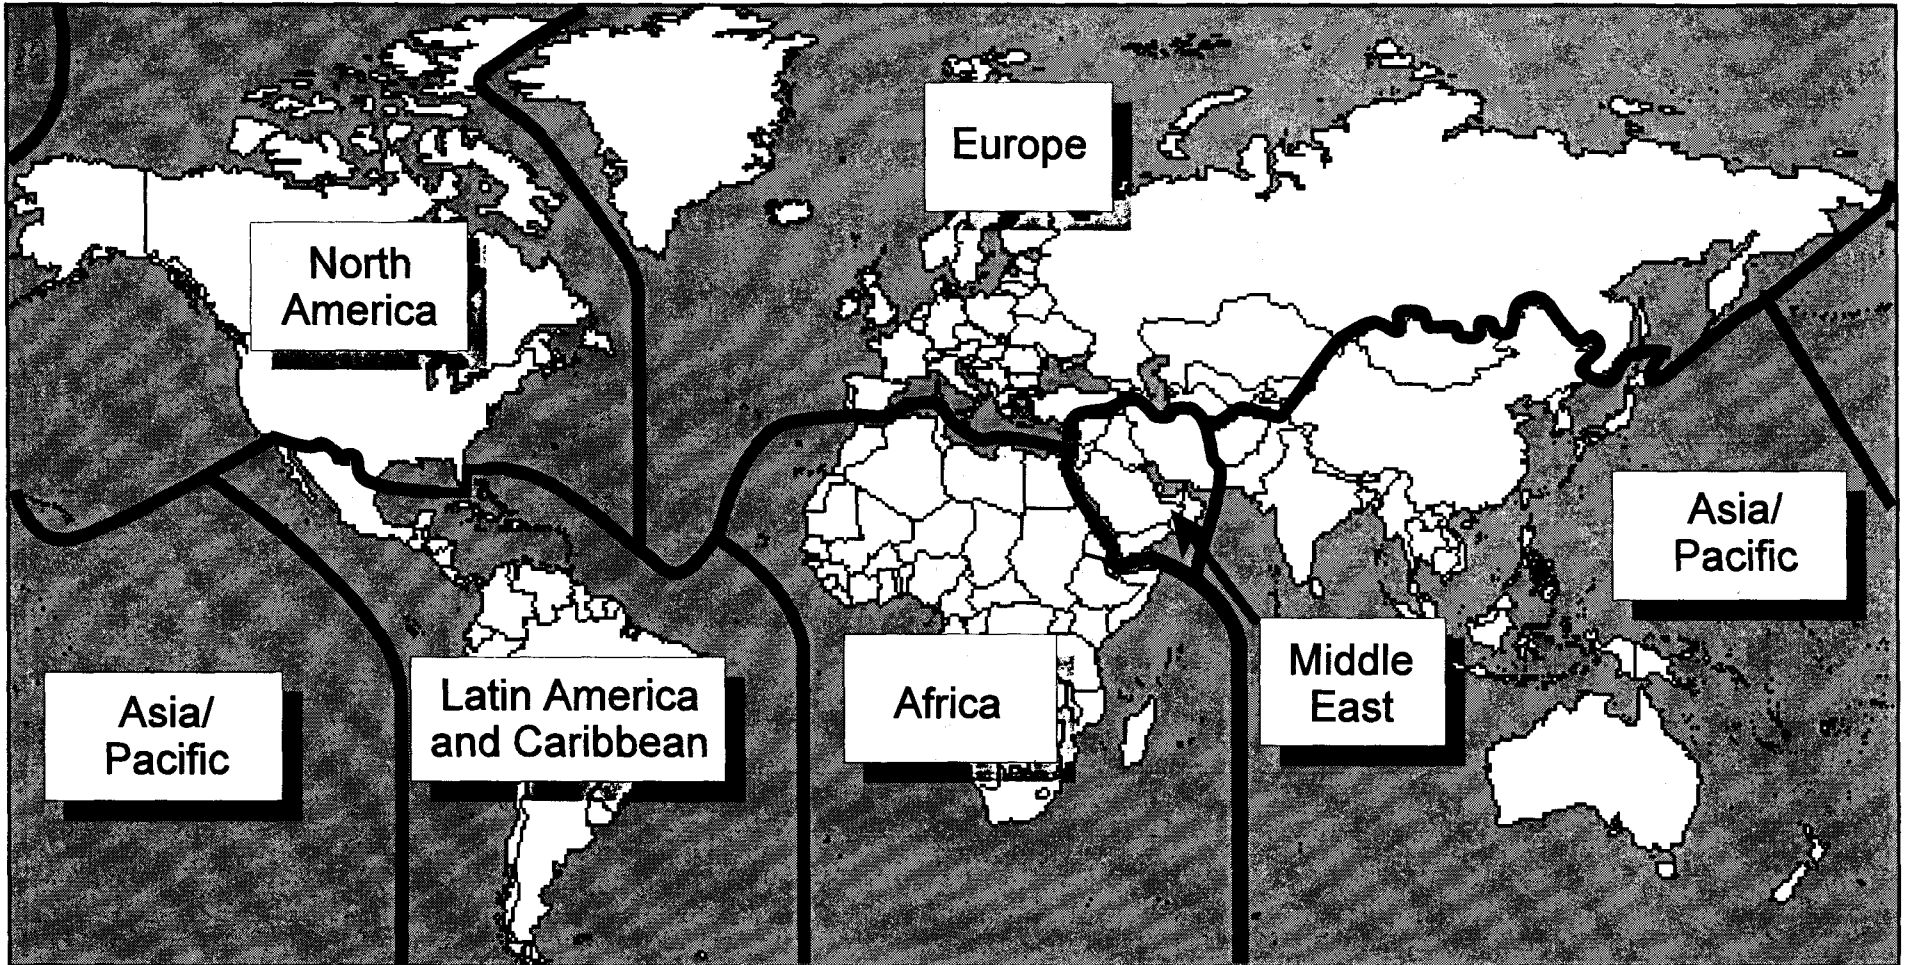 Europe
North
America
Asia/
Pacific
Asia/
Pacific
Latin America
and Caribbean
Africa
Middle
East